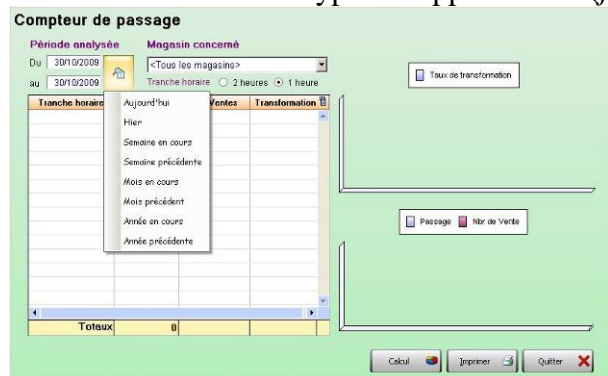 Compteur de passage
Période analysée
Magasin concerné
Du 30/10/2009
<Tous les magasins>
au 30/10/2009
Tranche horaire 2 heures 1 heure
Tranche horaire Ventes Transformation
Aujourd'hui
Hier
Semaine en cours
Semaine précédente
Mois en cours
Mois précédent
Année en cours
Année précédente
Totaux 0
Taux de transformation
Passage Nbr de Vente
Calcul Imprimer Quitter